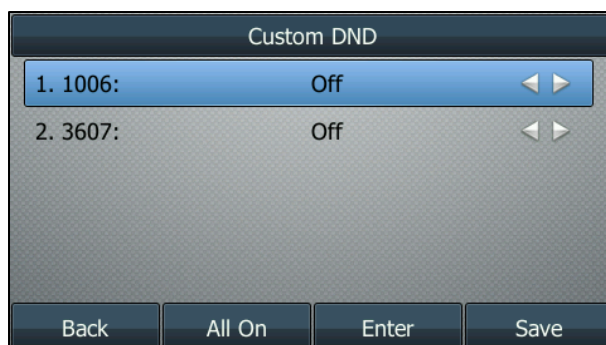 Custom DND
1. 1006: Off
2. 3607: Off
Back All On Enter Save